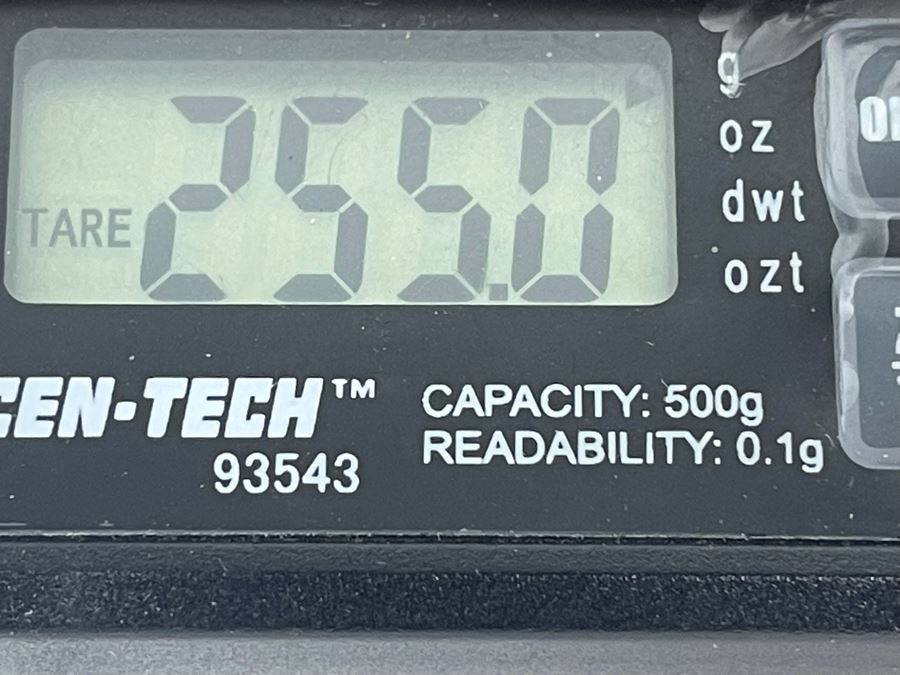 TARE 255.0
g
oz
dwt
ozt
CEN-TECH™
93543
CAPACITY: 500g
READABILITY: 0.1g